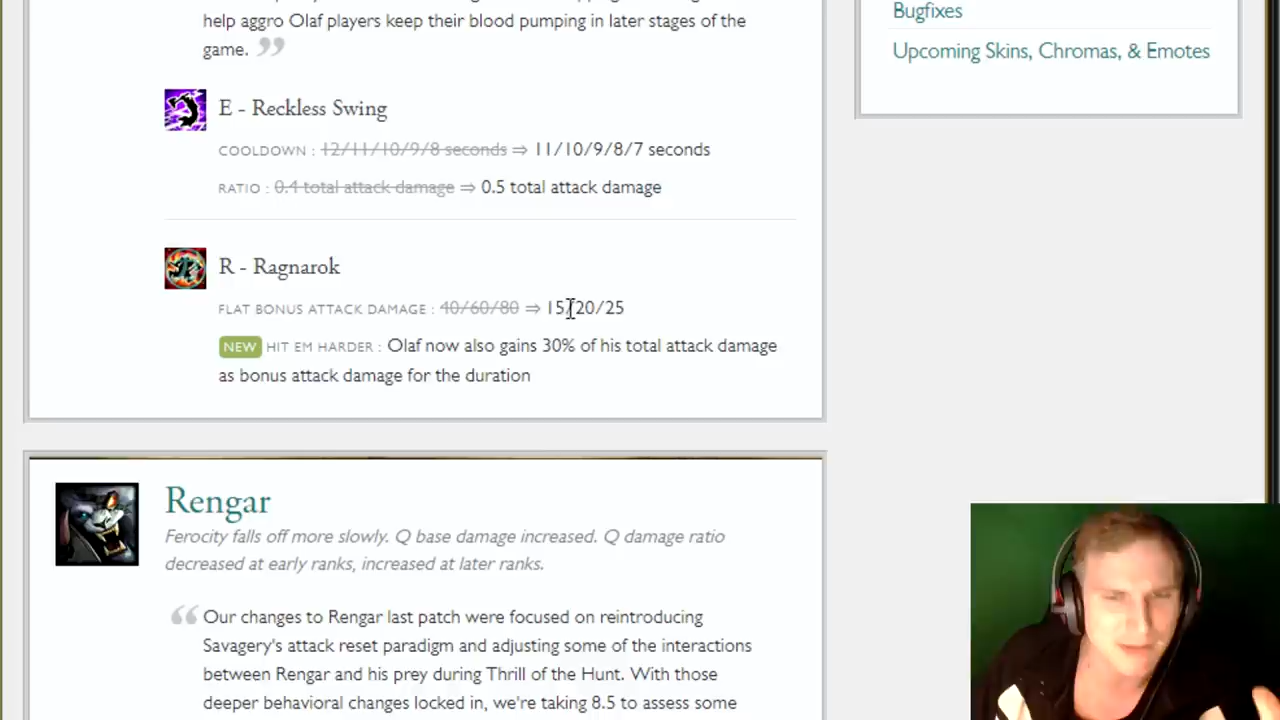 help aggro Olaf players keep their blood pumping in later stages of the
game.
E - Reckless Swing
COOLDOWN : 12/11/10/9/8 seconds ⇒ 11/10/9/8/7 seconds
RATIO : 0.4 total attack damage ⇒ 0.5 total attack damage
R - Ragnarok
FLAT BONUS ATTACK DAMAGE : 40/60/80 ⇒ 15/20/25
NEW HIT EM HARDER : Olaf now also gains 30% of his total attack damage
as bonus attack damage for the duration
Rengar
Ferocity falls off more slowly. Q base damage increased. Q damage ratio
decreased at early ranks, increased at later ranks.
Our changes to Rengar last patch were focused on reintroducing
Savagery's attack reset paradigm and adjusting some of the interactions
between Rengar and his prey during Thrill of the Hunt. With those
deeper behavioral changes locked in, we're taking 8.5 to assess some
Bugfixes
Upcoming Skins, Chromas, & Emotes